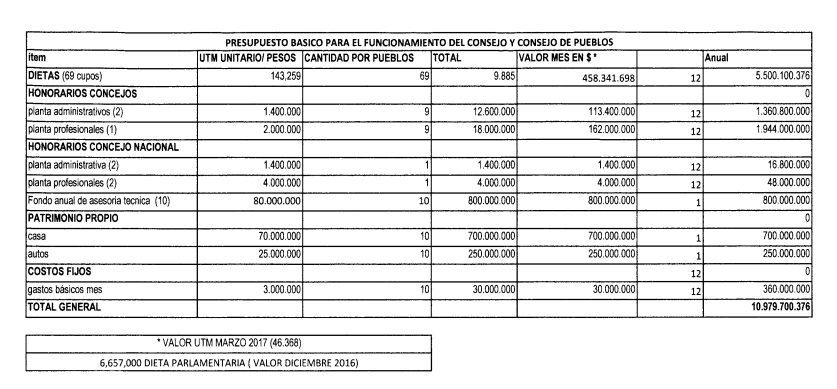 PRESUPUESTO BASICO PARA EL FUNCIONAMIENTO DEL CONSEJO Y CONSEJO DE PUEBLOS
item UTM UNITARIO/ PESOS CANTIDAD POR PUEBLOS TOTAL VALOR MES EN $ * Anual
DIETAS (69 cupos) 143,259 69 9.885 458.341.698 12 5.500.100.376
HONORARIOS CONCEJOS 0
planta administrativos (2) 1.400.000 9 12.600.000 113.400.000 12 1.360.800.000
planta profesionales (1) 2.000.000 9 18.000.000 162.000.000 12 1.944.000.000
HONORARIOS CONCEJO NACIONAL
planta administrativa (2) 1.400.000 1 1.400.000 1.400.000 12 16.800.000
planta profesionales (2) 4.000.000 1 4.000.000 4.000.000 12 48.000.000
Fondo anual de asesoria tecnica (10) 80.000.000 10 800.000.000 800.000.000 1 800.000.000
PATRIMONIO PROPIO 0
casa 70.000.000 10 700.000.000 700.000.000 1 700.000.000
autos 25.000.000 10 250.000.000 250.000.000 1 250.000.000
COSTOS FIJOS 12 0
gastos básicos mes 3.000.000 10 30.000.000 30.000.000 12 360.000.000
TOTAL GENERAL 10.979.700.376
* VALOR UTM MARZO 2017 (46.368)
6,657,000 DIETA PARLAMENTARIA ( VALOR DICIEMBRE 2016)